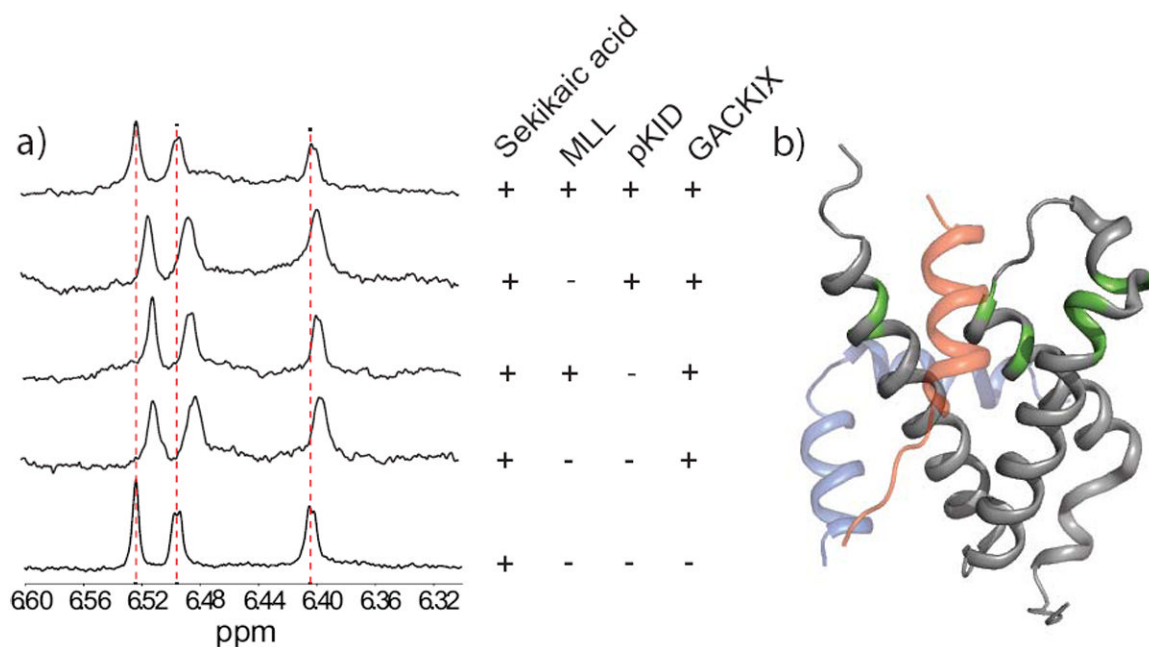 a)
Sekikaic acid
MLL
pKID
GACKIX
b)
+ + + +
+ - + +
+ + - +
+ - - +
+ - - -
6.60 6.56 6.52 6.48 6.44 6.40 6.36 6.32
ppm